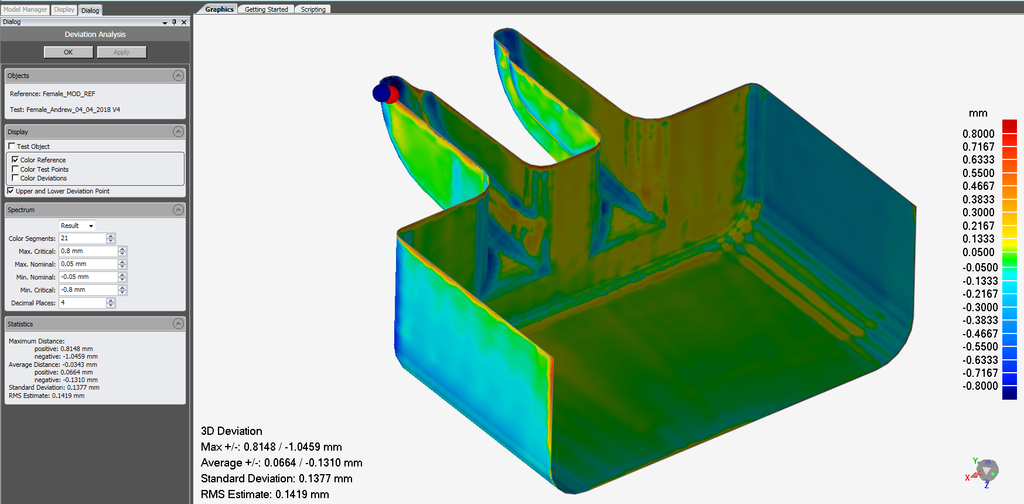 Model Manager Display Dialog
Graphics Getting Started Scripting
Dialog
Deviation Analysis
OK Apply
Objects
Reference: Female_MOD_REF
Test: Female_Andrew_04_04_2018 V4
Display
Test Object
Color Reference
Color Test Points
Color Deviations
Upper and Lower Deviation Point
Spectrum
Result
Color Segments: 21
Max. Critical: 0.8 mm
Max. Nominal: 0.05 mm
Min. Nominal: -0.05 mm
Min. Critical: -0.8 mm
Decimal Places: 4
Statistics
Maximum Distance:
positive: 0.8148 mm
negative: -1.0459 mm
Average Distance: -0.0343 mm
positive: 0.0664 mm
negative: -0.1310 mm
Standard Deviation: 0.1377 mm
RMS Estimate: 0.1419 mm
3D Deviation
Max +/-: 0.8148 / -1.0459 mm
Average +/-: 0.0664 / -0.1310 mm
Standard Deviation: 0.1377 mm
RMS Estimate: 0.1419 mm
mm
0.8000
0.7167
0.6333
0.5500
0.4667
0.3833
0.3000
0.2167
0.1333
0.0500
-0.0500
-0.1333
-0.2167
-0.3000
-0.3833
-0.4667
-0.5500
-0.6333
-0.7167
-0.8000
Y
X
Z